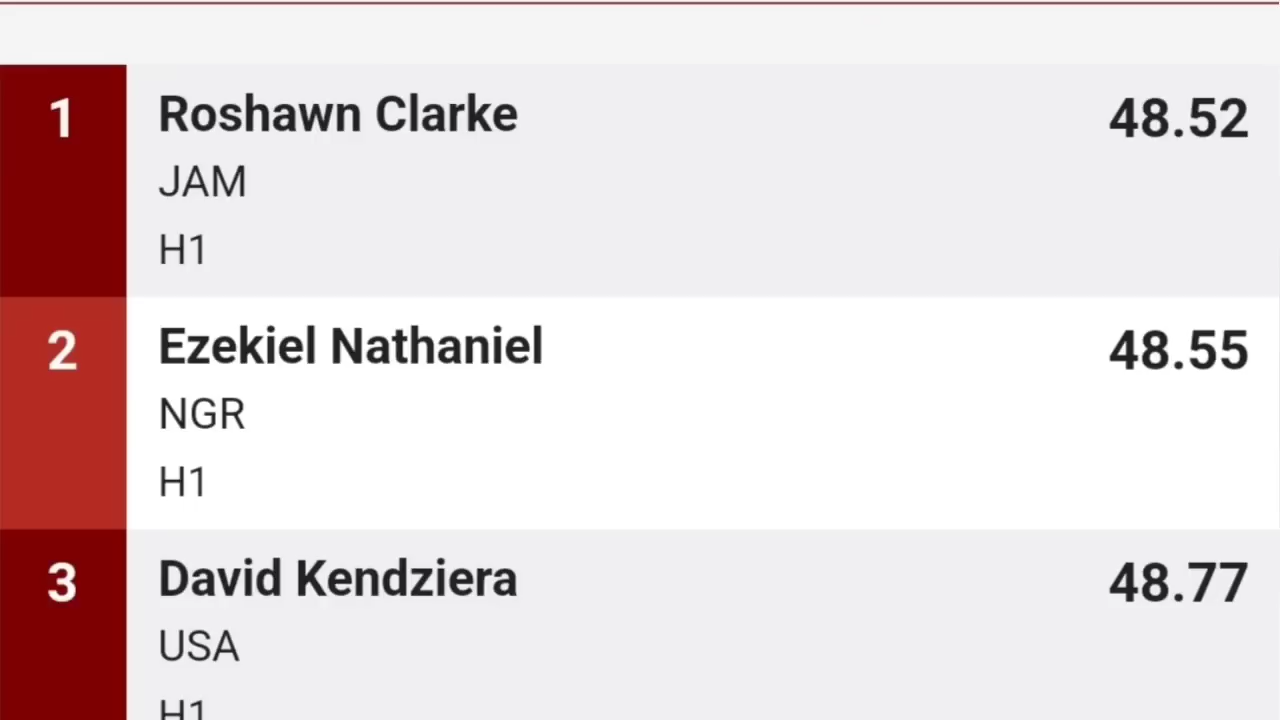 1 Roshawn Clarke 48.52
JAM
H1
2 Ezekiel Nathaniel 48.55
NGR
H1
3 David Kendziera 48.77
USA
H1